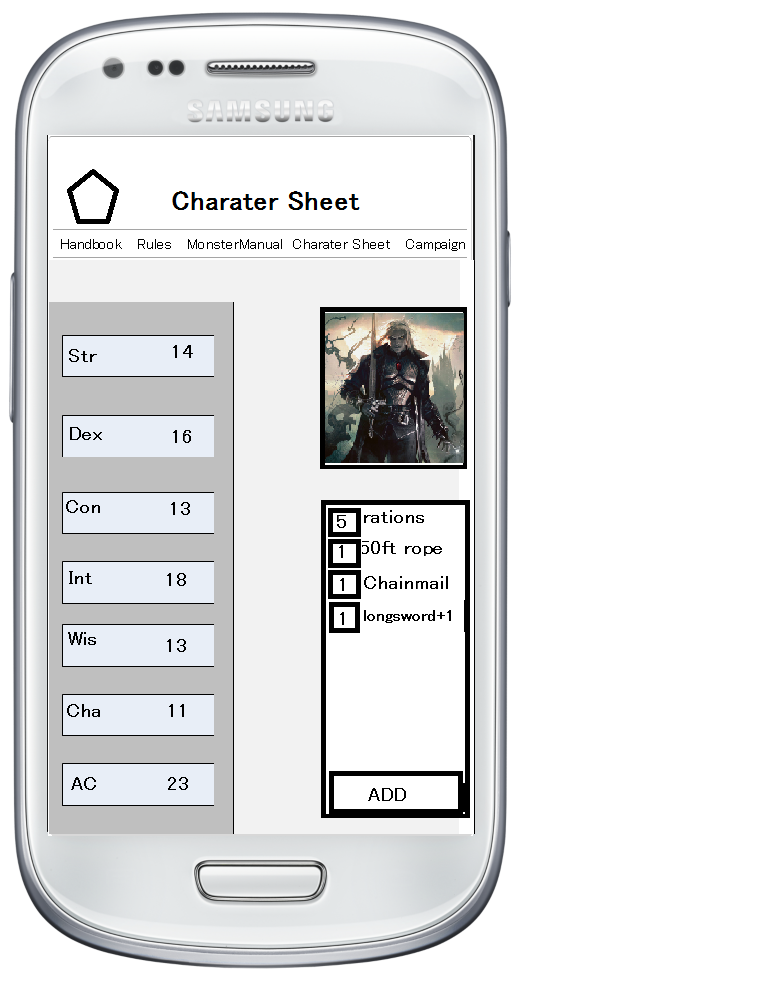 SAMSUNG
Charater Sheet
Handbook Rules MonsterManual Charater Sheet Campaign
Str 14
Dex 16
Con 13
Int 18
Wis 13
Cha 11
AC 23
5 rations
1 50ft rope
1 Chainmail
1 longsword+1
ADD